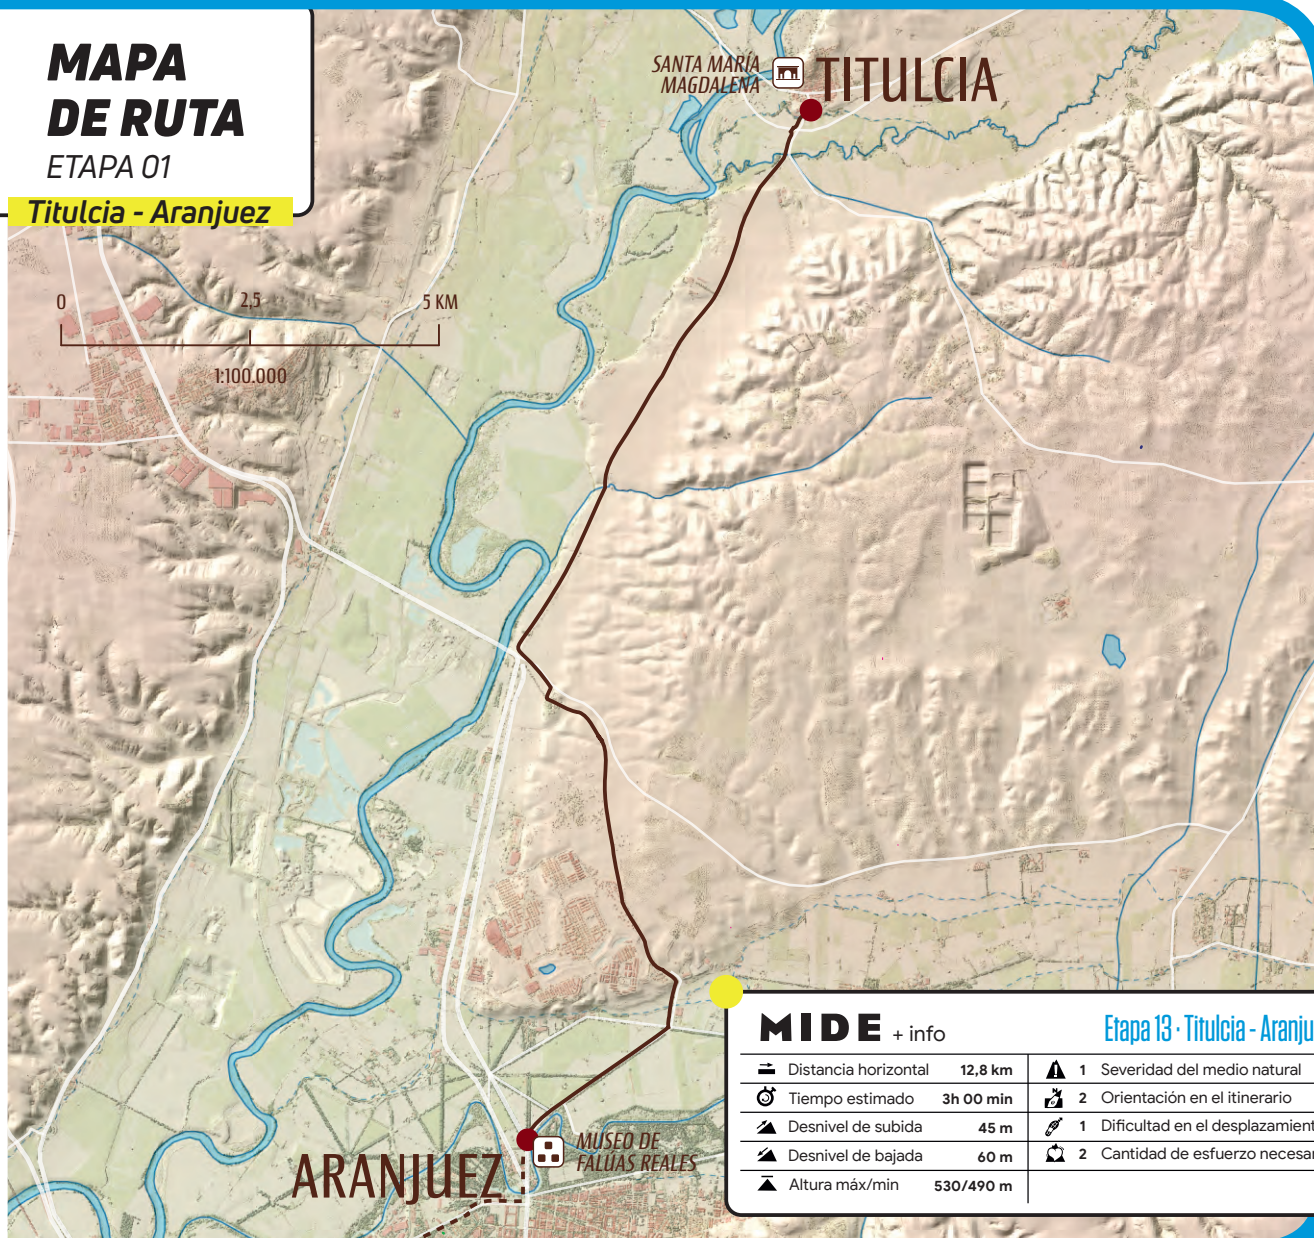 MAPA
DE RUTA
ETAPA 01
Titulcia - Aranjuez
0 2,5 5 KM
1:100.000
SANTA MARÍA
MAGDALENA
TITULCIA
ARANJUEZ
MUSEO DE
FALÚAS REALES
MIDE + info
Etapa 13 · Titulcia - Aranju
Distancia horizontal 12,8 km
Tiempo estimado 3h 00 min
Desnivel de subida 45 m
Desnivel de bajada 60 m
Altura máx/min 530/490 m
1 Severidad del medio natural
2 Orientación en el itinerario
1 Dificultad en el desplazamient
2 Cantidad de esfuerzo necesar